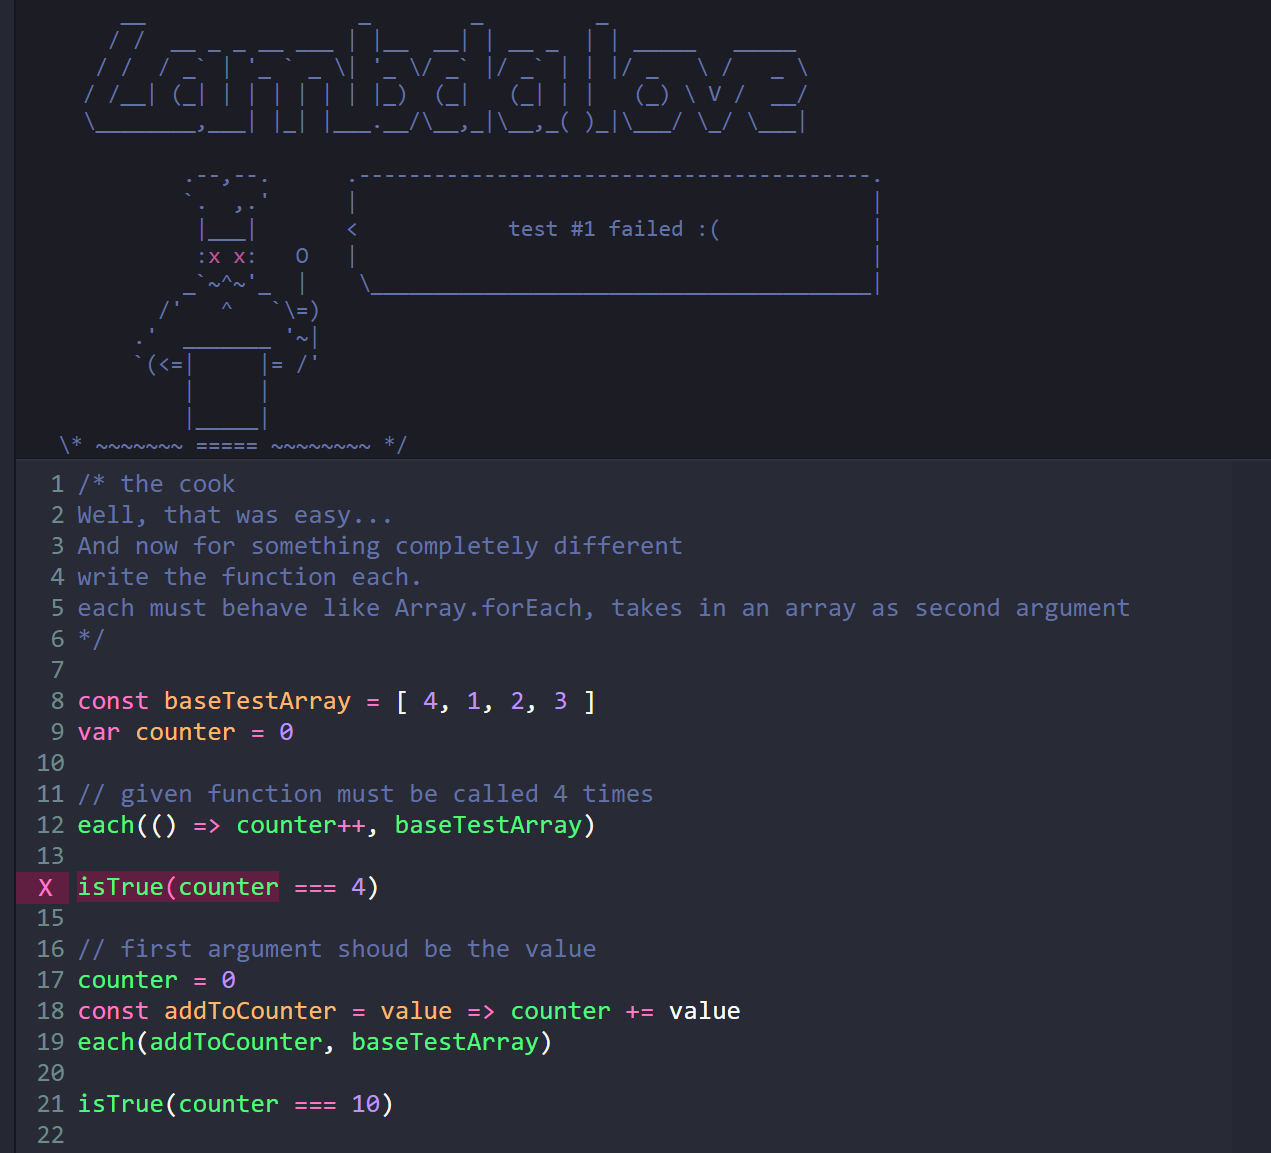 Lambdalove
test #1 failed :(
1 /* the cook
2 Well, that was easy...
3 And now for something completely different
4 write the function each.
5 each must behave like Array.forEach, takes in an array as second argument
6 */
7
8 const baseTestArray = [ 4, 1, 2, 3 ]
9 var counter = 0
10
11 // given function must be called 4 times
12 each(() => counter++, baseTestArray)
13
X isTrue(counter === 4)
15
16 // first argument shoud be the value
17 counter = 0
18 const addToCounter = value => counter += value
19 each(addToCounter, baseTestArray)
20
21 isTrue(counter === 10)
22